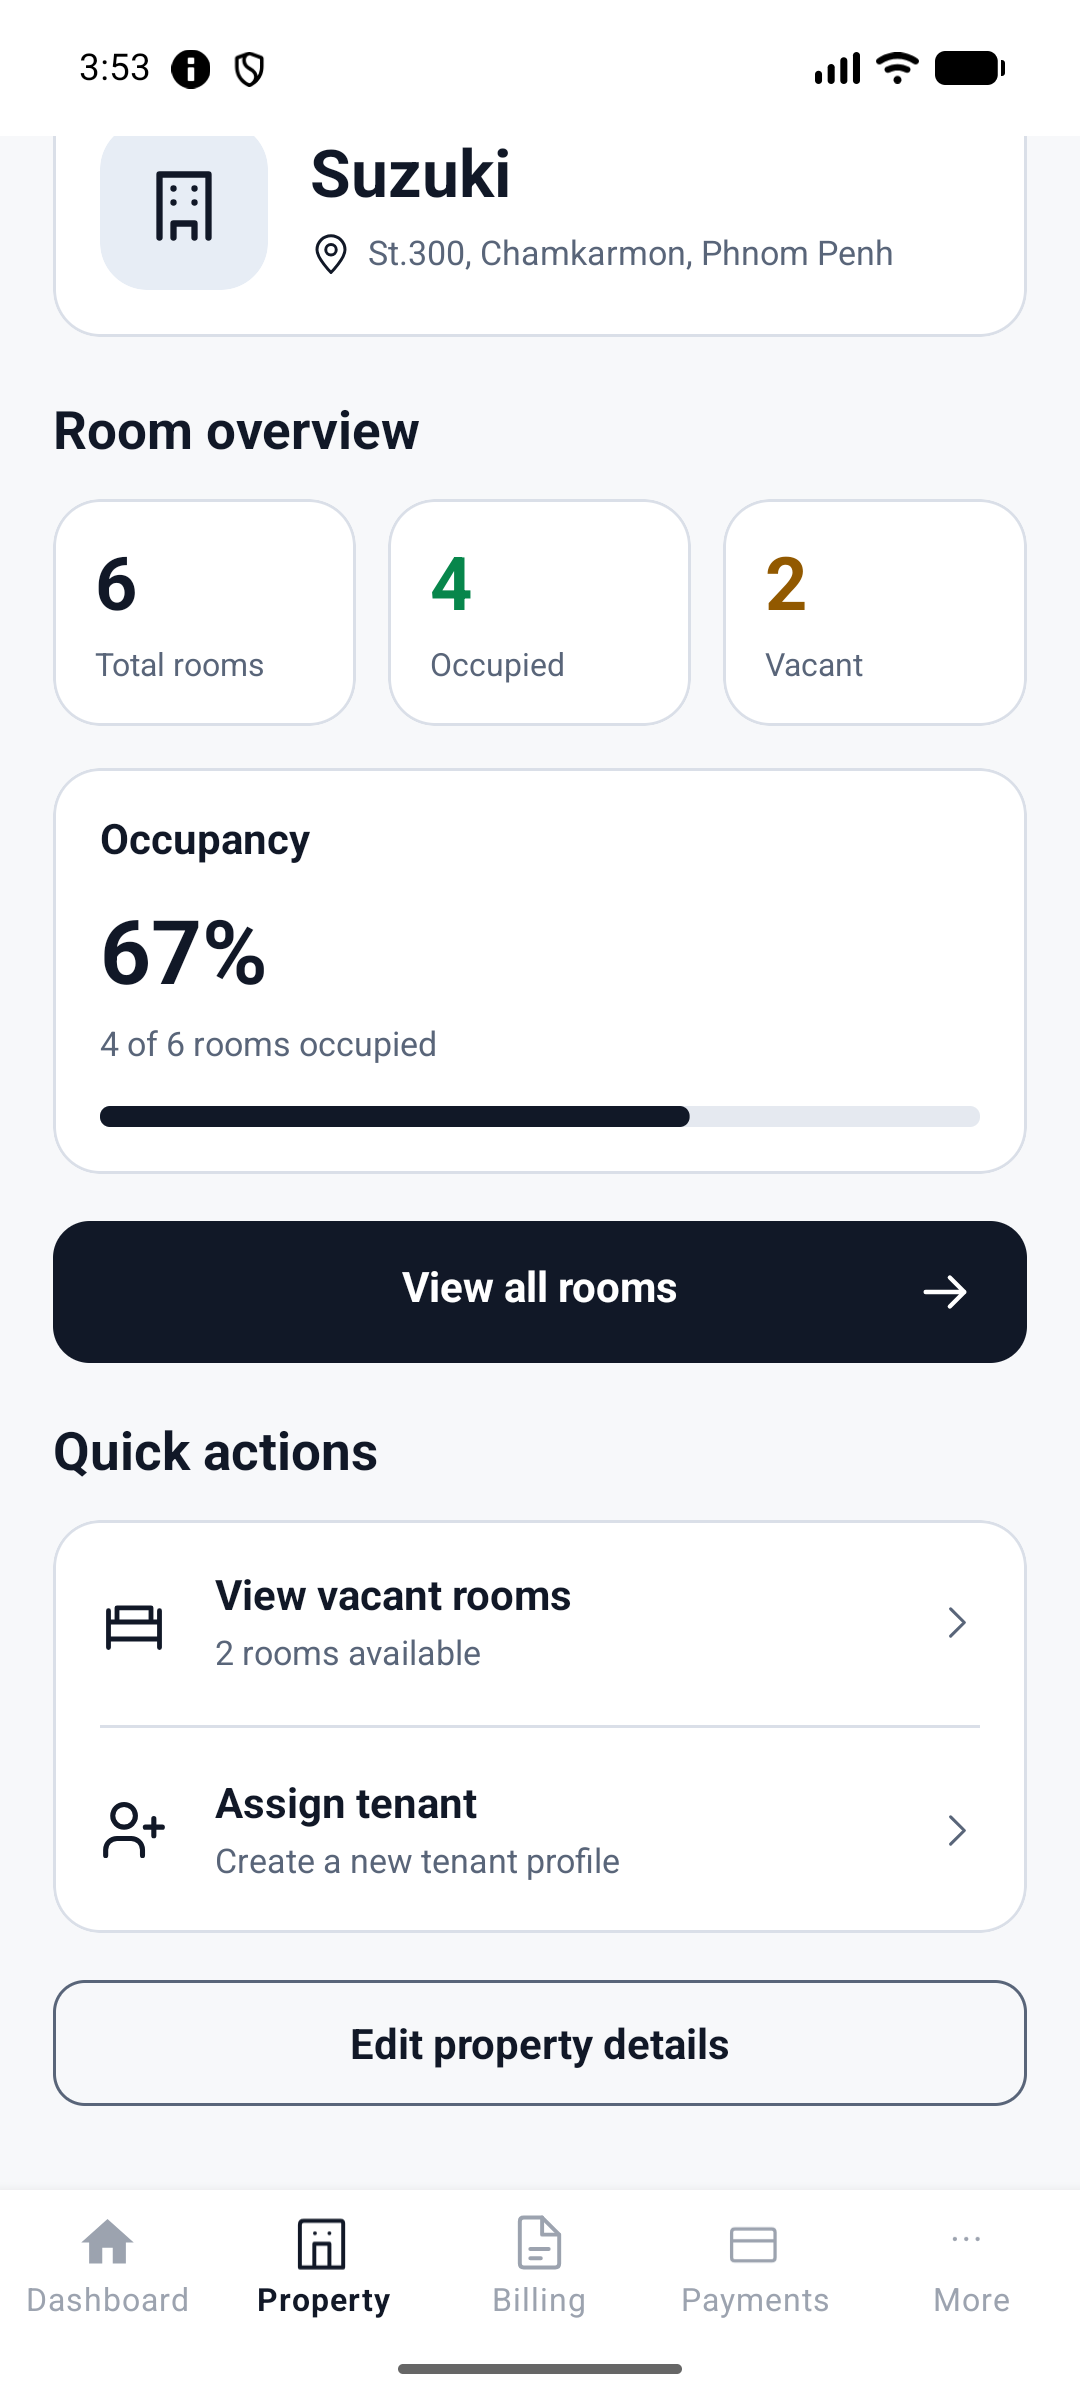 3:53
Suzuki
St.300, Chamkarmon, Phnom Penh
Room overview
6
Total rooms
4
Occupied
2
Vacant
Occupancy
67%
4 of 6 rooms occupied
View all rooms
Quick actions
View vacant rooms
2 rooms available
Assign tenant
Create a new tenant profile
Edit property details
Dashboard
Property
Billing
Payments
More